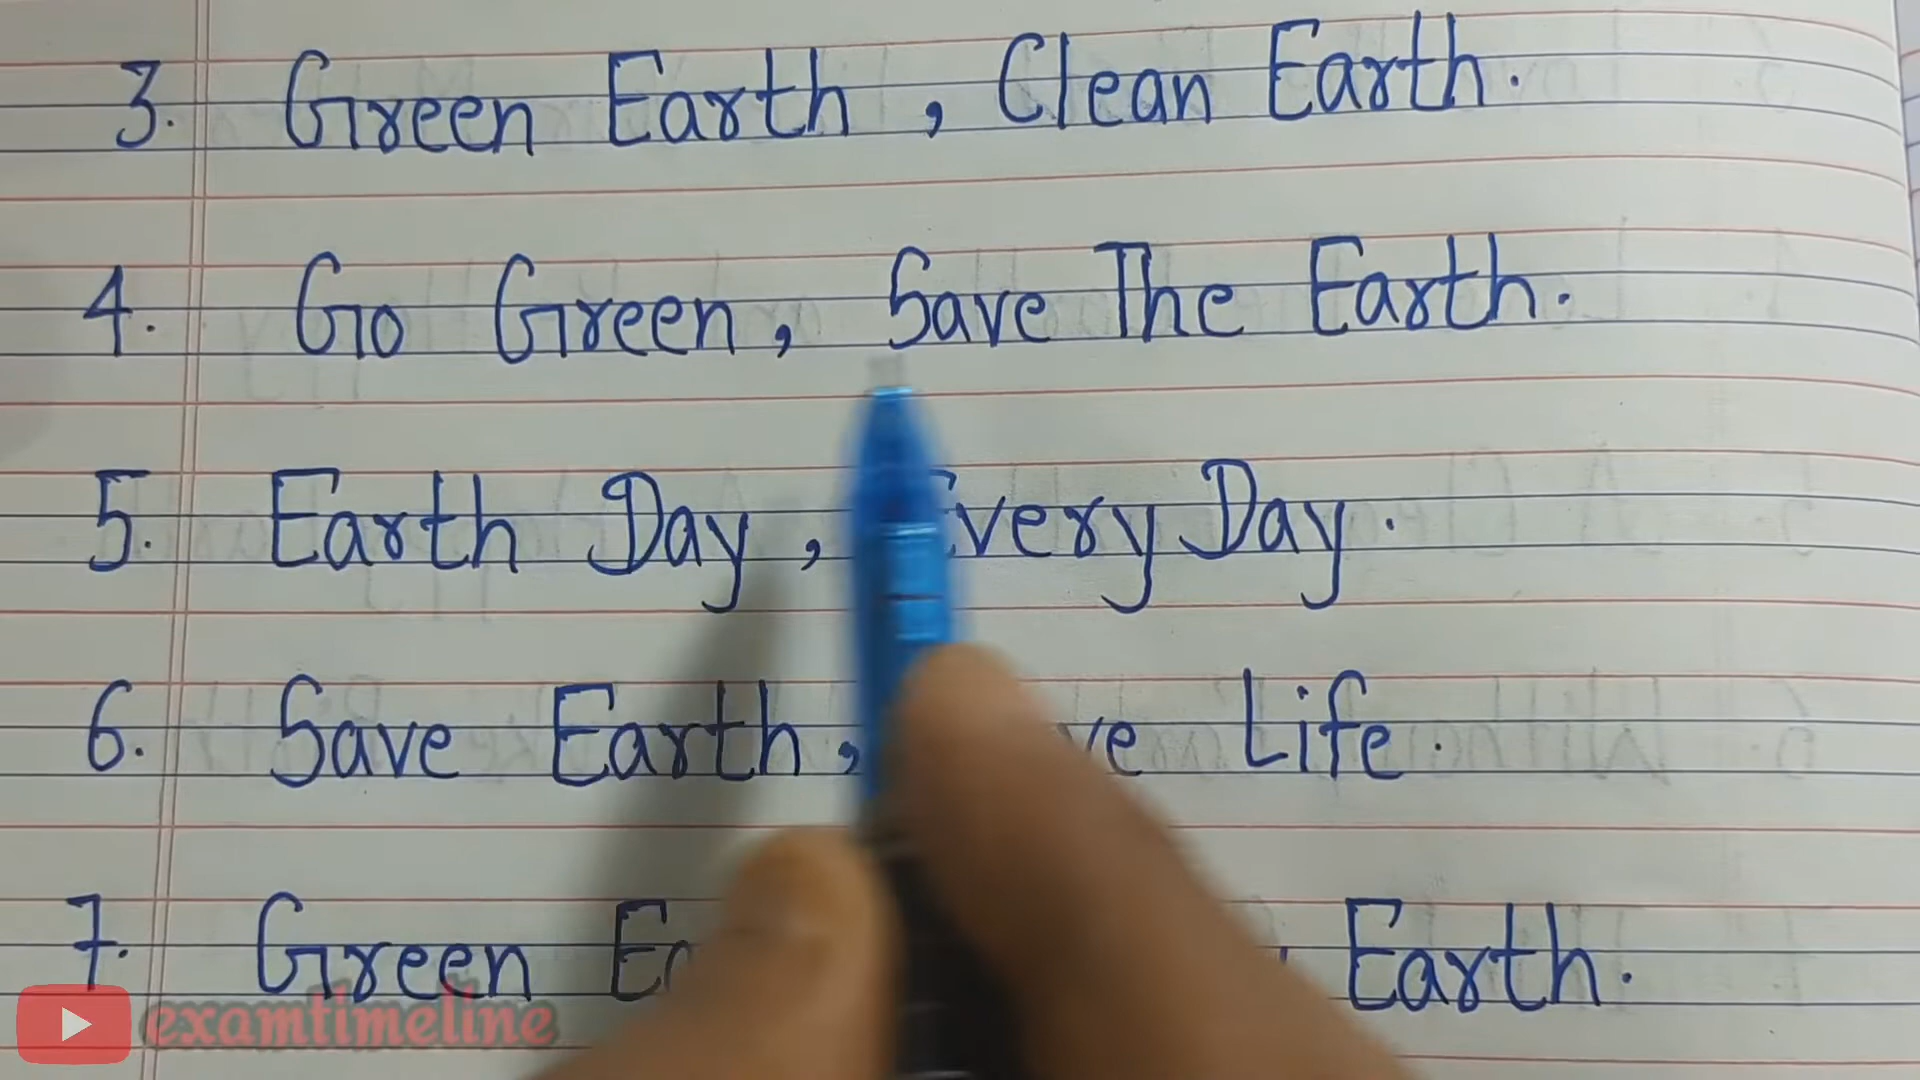 3. Green Earth, Clean Earth.
4. Go Green, Save The Earth.
5. Earth Day, Every Day.
6. Save Earth, Life.
7. Green Earth.
examtimeline